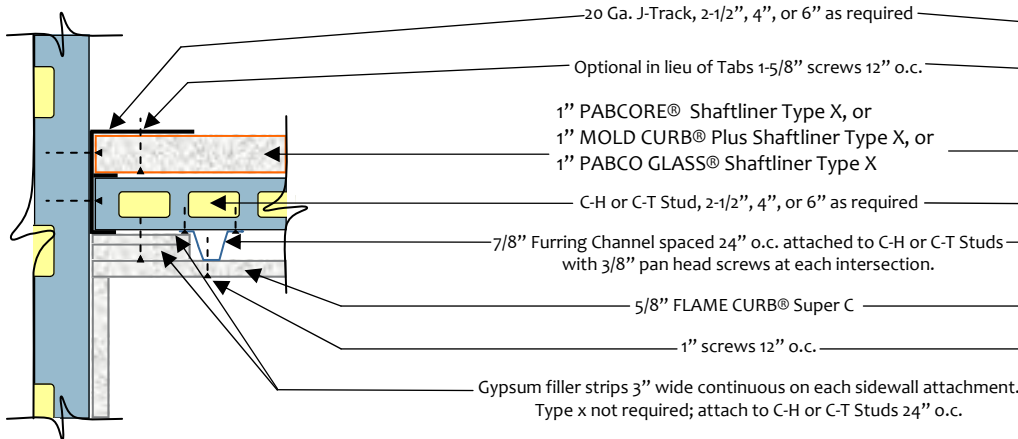 20 Ga. J-Track, 2-1/2”, 4”, or 6” as required
Optional in lieu of Tabs 1-5/8” screws 12” o.c.
1” PABCORE® Shaftliner Type X, or
1” MOLD CURB® Plus Shaftliner Type X, or
1” PABCO GLASS® Shaftliner Type X
C-H or C-T Stud, 2-1/2”, 4”, or 6” as required
7/8” Furring Channel spaced 24” o.c. attached to C-H or C-T Studs
with 3/8” pan head screws at each intersection.
5/8” FLAME CURB® Super C
1” screws 12” o.c.
Gypsum filler strips 3” wide continuous on each sidewall attachment.
Type x not required; attach to C-H or C-T Studs 24” o.c.